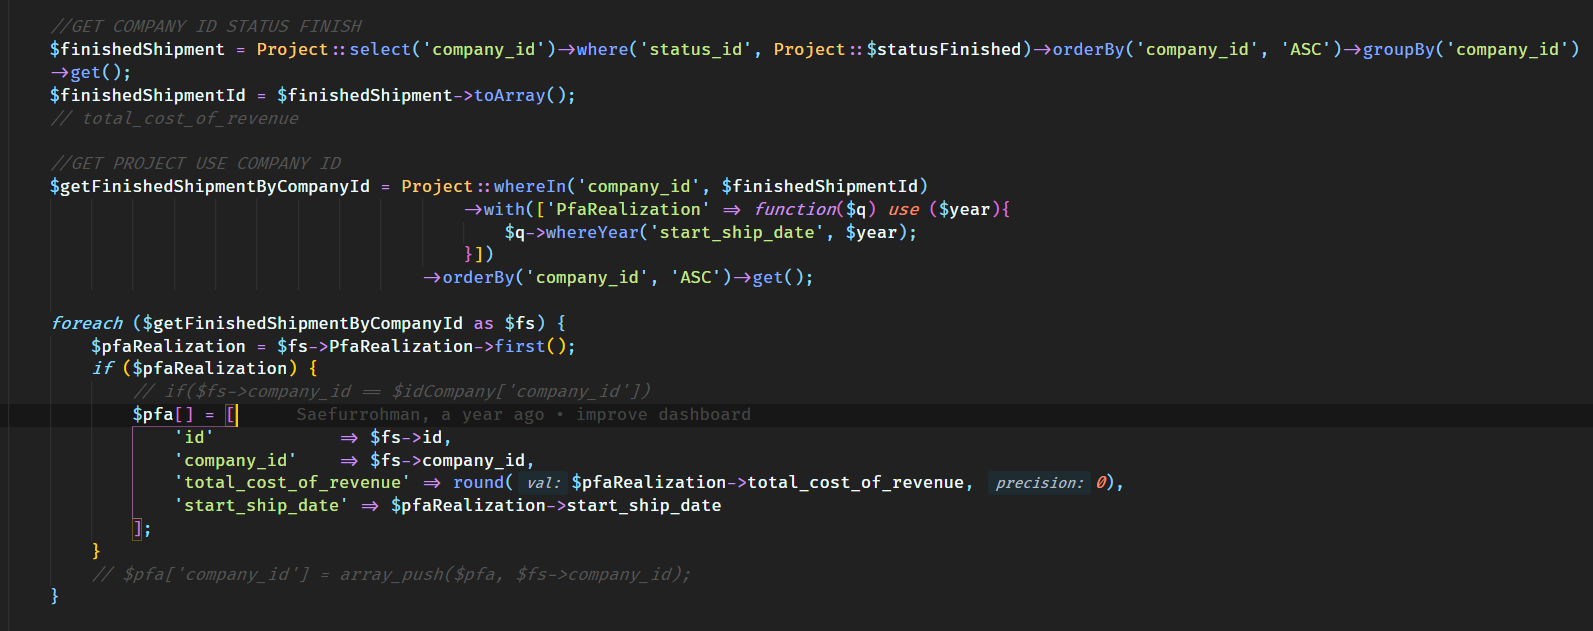 //GET COMPANY ID STATUS FINISH
$finishedShipment = Project::select('company_id')->where('status_id', Project::$statusFinished)->orderBy('company_id', 'ASC')->groupBy('company_id')
->get();
$finishedShipmentId = $finishedShipment->toArray();
// total_cost_of_revenue
//GET PROJECT USE COMPANY ID
$getFinishedShipmentByCompanyId = Project::whereIn('company_id', $finishedShipmentId)
->with(['PfaRealization' => function($q) use ($year){
$q->whereYear('start_ship_date', $year);
}])
->orderBy('company_id', 'ASC')->get();
foreach ($getFinishedShipmentByCompanyId as $fs) {
$pfaRealization = $fs->PfaRealization->first();
if ($pfaRealization) {
// if($fs->company_id == $idCompany['company_id'])
$pfa[] = [ Saefurrohman, a year ago • improve dashboard
'id' => $fs->id,
'company_id' => $fs->company_id,
'total_cost_of_revenue' => round( val: $pfaRealization->total_cost_of_revenue, precision: 0),
'start_ship_date' => $pfaRealization->start_ship_date
];
}
// $pfa['company_id'] = array_push($pfa, $fs->company_id);
}